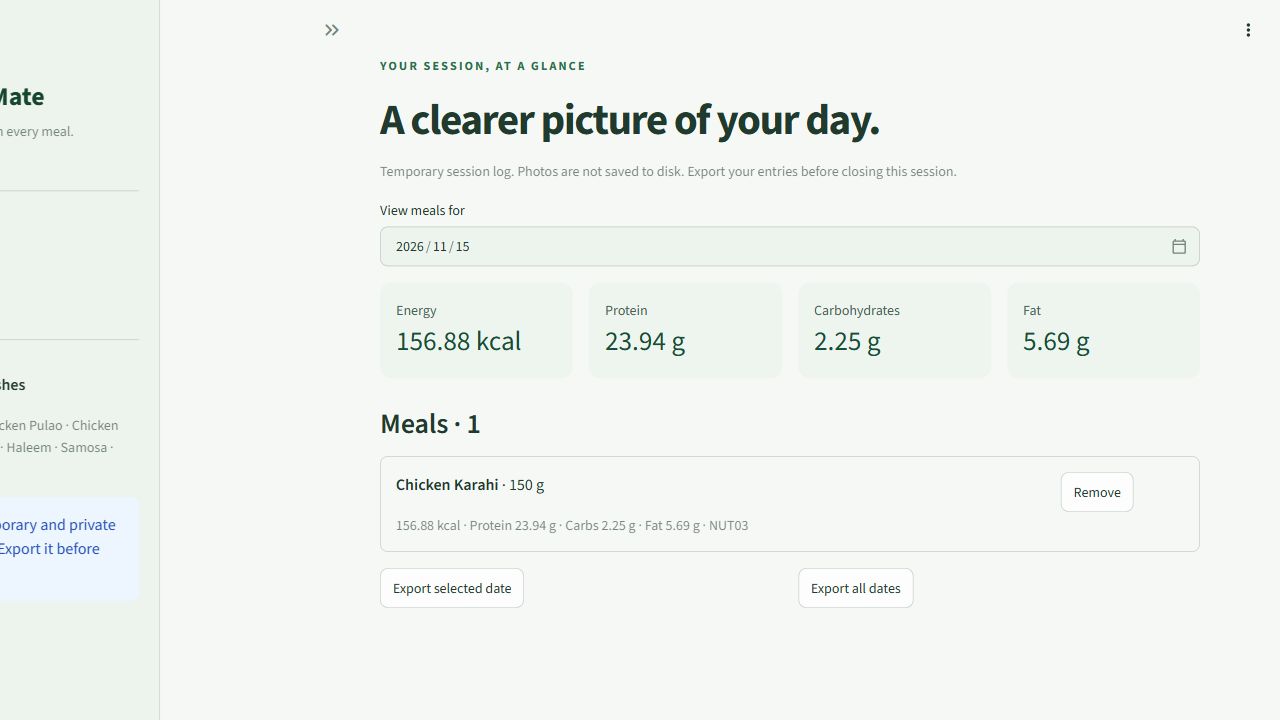 Mate
every meal.
Chicken Pulao · Chicken
· Haleem · Samosa ·
and private
Export it before
YOUR SESSION, AT A GLANCE
A clearer picture of your day.
Temporary session log. Photos are not saved to disk. Export your entries before closing this session.
View meals for
2026 / 11 / 15
Energy
156.88 kcal
Protein
23.94 g
Carbohydrates
2.25 g
Fat
5.69 g
Meals · 1
Chicken Karahi · 150 g
Remove
156.88 kcal · Protein 23.94 g · Carbs 2.25 g · Fat 5.69 g · NUT03
Export selected date
Export all dates